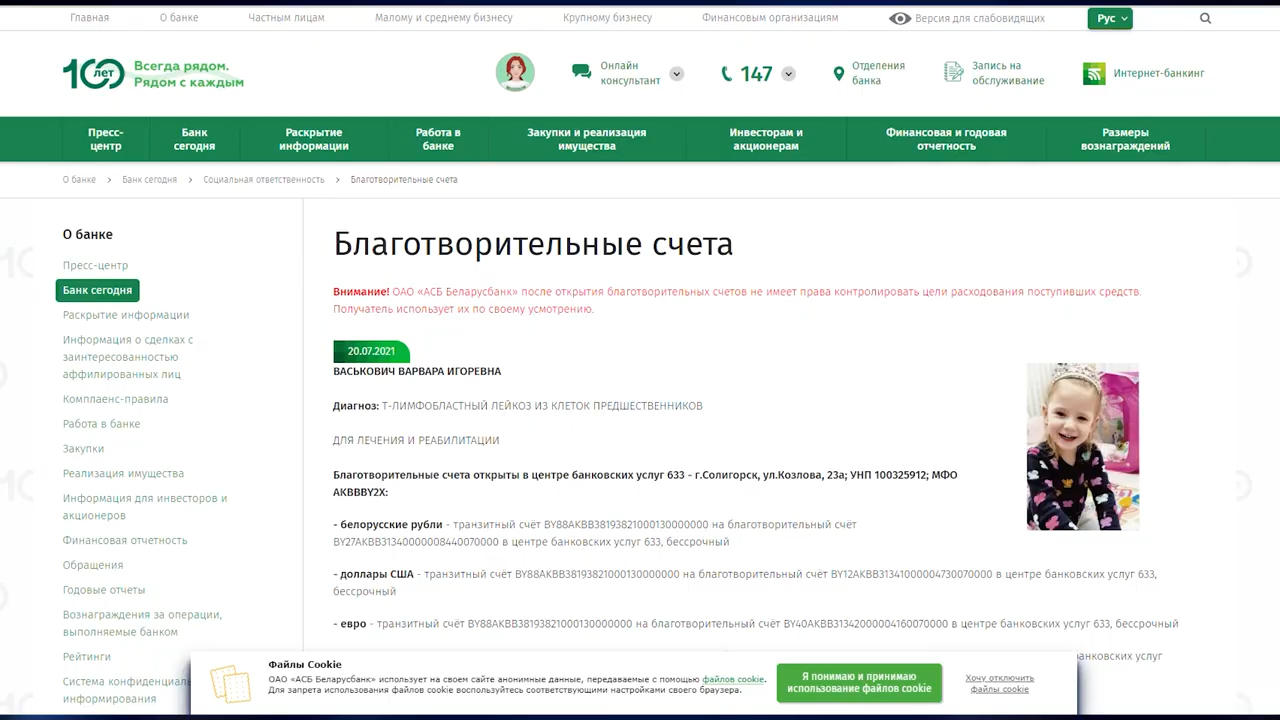 Главная О банке Частным лицам Малому и среднему бизнесу Крупному бизнесу Финансовым организациям Версия для слабовидящих Рус
100 лет
Всегда рядом.
Рядом с каждым
Онлайн
консультант
147
Отделения
банка
Запись на
обслуживание
Интернет-банкинг
Пресс-
центр
Банк
сегодня
Раскрытие
информации
Работа в
банке
Закупки и реализация
имущества
Инвесторам и
акционерам
Финансовая и годовая
отчетность
Размеры
вознаграждений
О банке > Банк сегодня > Социальная ответственность > Благотворительные счета
О банке
Пресс-центр
Банк сегодня
Раскрытие информации
Информация о сделках с
заинтересованностью
аффилированных лиц
Комплаенс-правила
Работа в банке
Закупки
Реализация имущества
Информация для инвесторов и
акционеров
Финансовая отчетность
Обращения
Годовые отчеты
Вознаграждения за операции,
выполняемые банком
Рейтинги
Система конфиденциаль
информирования
Благотворительные счета
Внимание! ОАО «АСБ Беларусбанк» после открытия благотворительных счетов не имеет права контролировать цели расходования поступивших средств.
Получатель использует их по своему усмотрению.
20.07.2021
ВАСЬКОВИЧ ВАРВАРА ИГОРЕВНА
Диагноз: Т-ЛИМФОБЛАСТНЫЙ ЛЕЙКОЗ ИЗ КЛЕТОК ПРЕДШЕСТВЕННИКОВ
ДЛЯ ЛЕЧЕНИЯ И РЕАБИЛИТАЦИИ
Благотворительные счета открыты в центре банковских услуг 633 - г.Солигорск, ул.Козлова, 23а; УНП 100325912; МФО
AKBBBY2X:
- белорусские рубли - транзитный счёт BY88AKBB38193821000130000000 на благотворительный счёт
BY27AKBB31340000008440070000 в центре банковских услуг 633, бессрочный
- доллары США - транзитный счёт BY88AKBB38193821000130000000 на благотворительный счёт BY12AKBB31341000004730070000 в центре банковских услуг 633,
бессрочный
- евро - транзитный счёт BY88AKBB38193821000130000000 на благотворительный счёт BY40AKBB31342000004160070000 в центре банковских услуг 633, бессрочный
анковских услуг
Файлы Cookie
ОАО «АСБ Беларусбанк» использует на своем сайте анонимные данные, передаваемые с помощью файлов cookie.
Для запрета использования файлов cookie воспользуйтесь соответствующими настройками своего браузера.
Я понимаю и принимаю
использование файлов cookie
Хочу отключить
файлы cookie